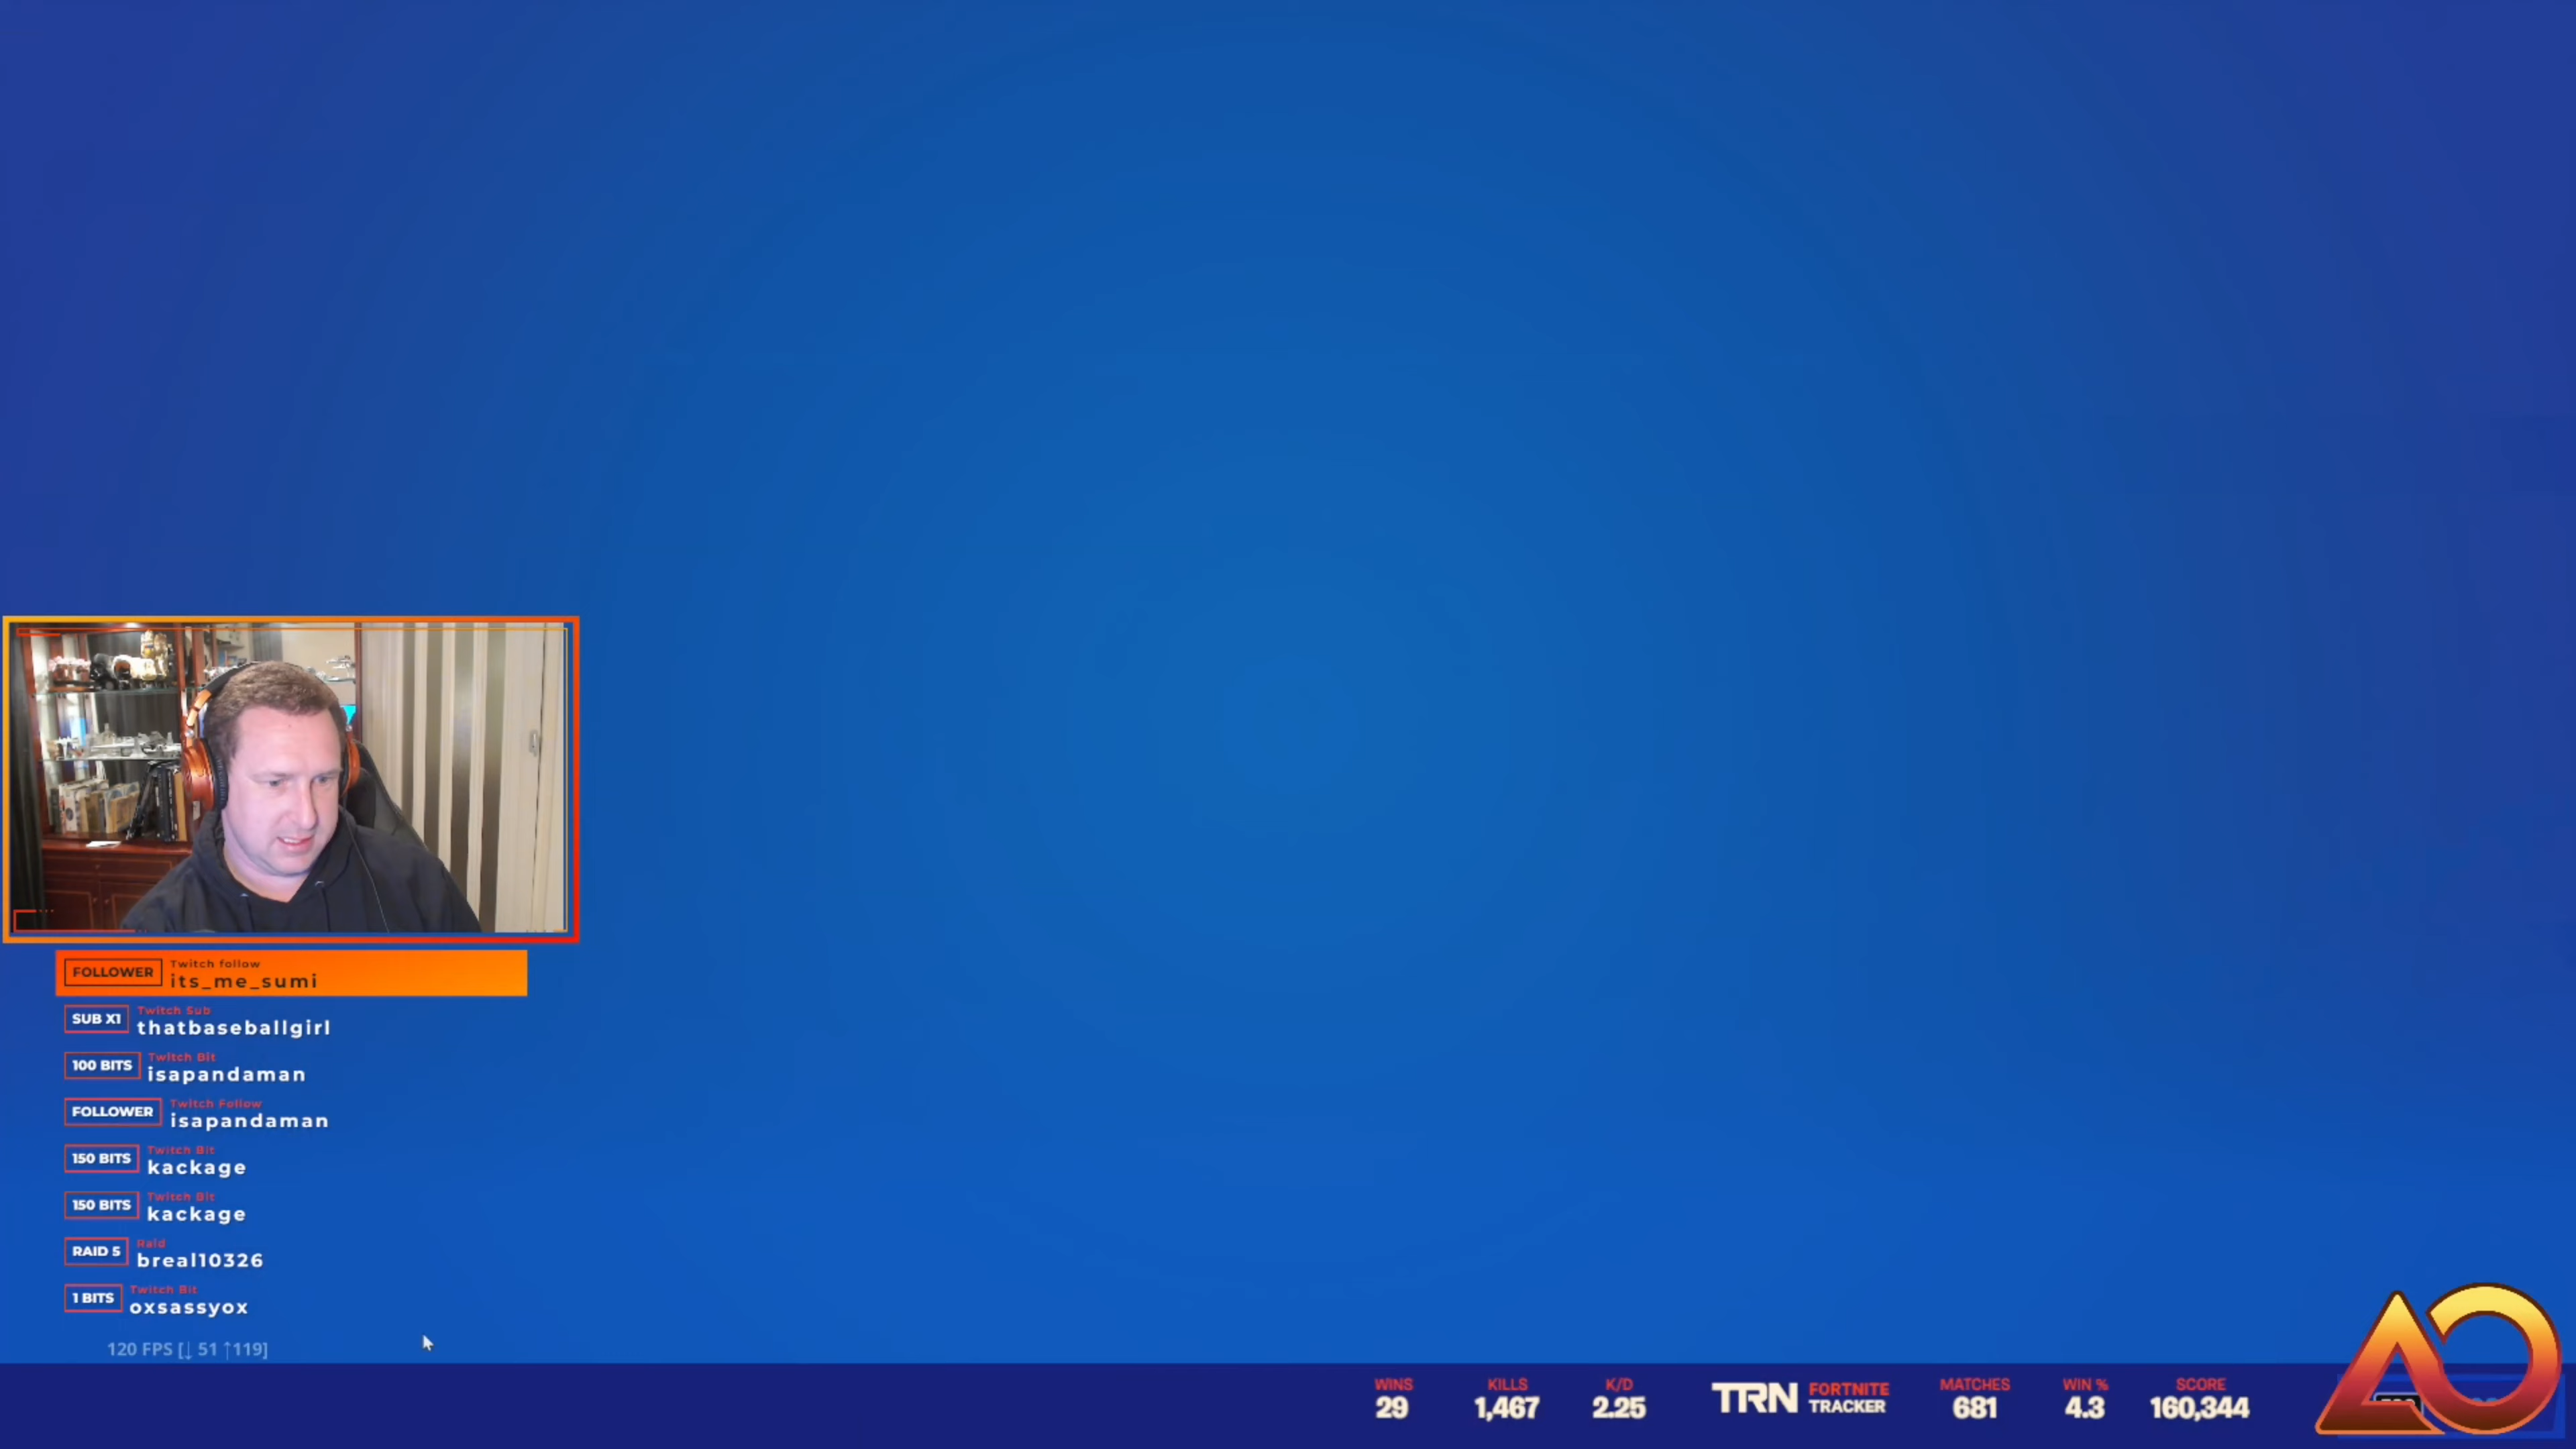 FOLLOWER
Twitch follow
its_me_sumi
SUB X1
Twitch Sub
thatbaseballgirl
100 BITS
Twitch Bit
isapandaman
FOLLOWER
Twitch Follow
isapandaman
150 BITS
Twitch Bit
kackage
150 BITS
Twitch Bit
kackage
RAID 5
Raid
breal10326
1 BITS
Twitch Bit
oxsassyox
120 FPS [↓ 51 ↑119]
WINS
29
KILLS
1,467
K/D
2.25
TRN FORTNITE
TRACKER
MATCHES
681
WIN %
4.3
SCORE
160,344
AO